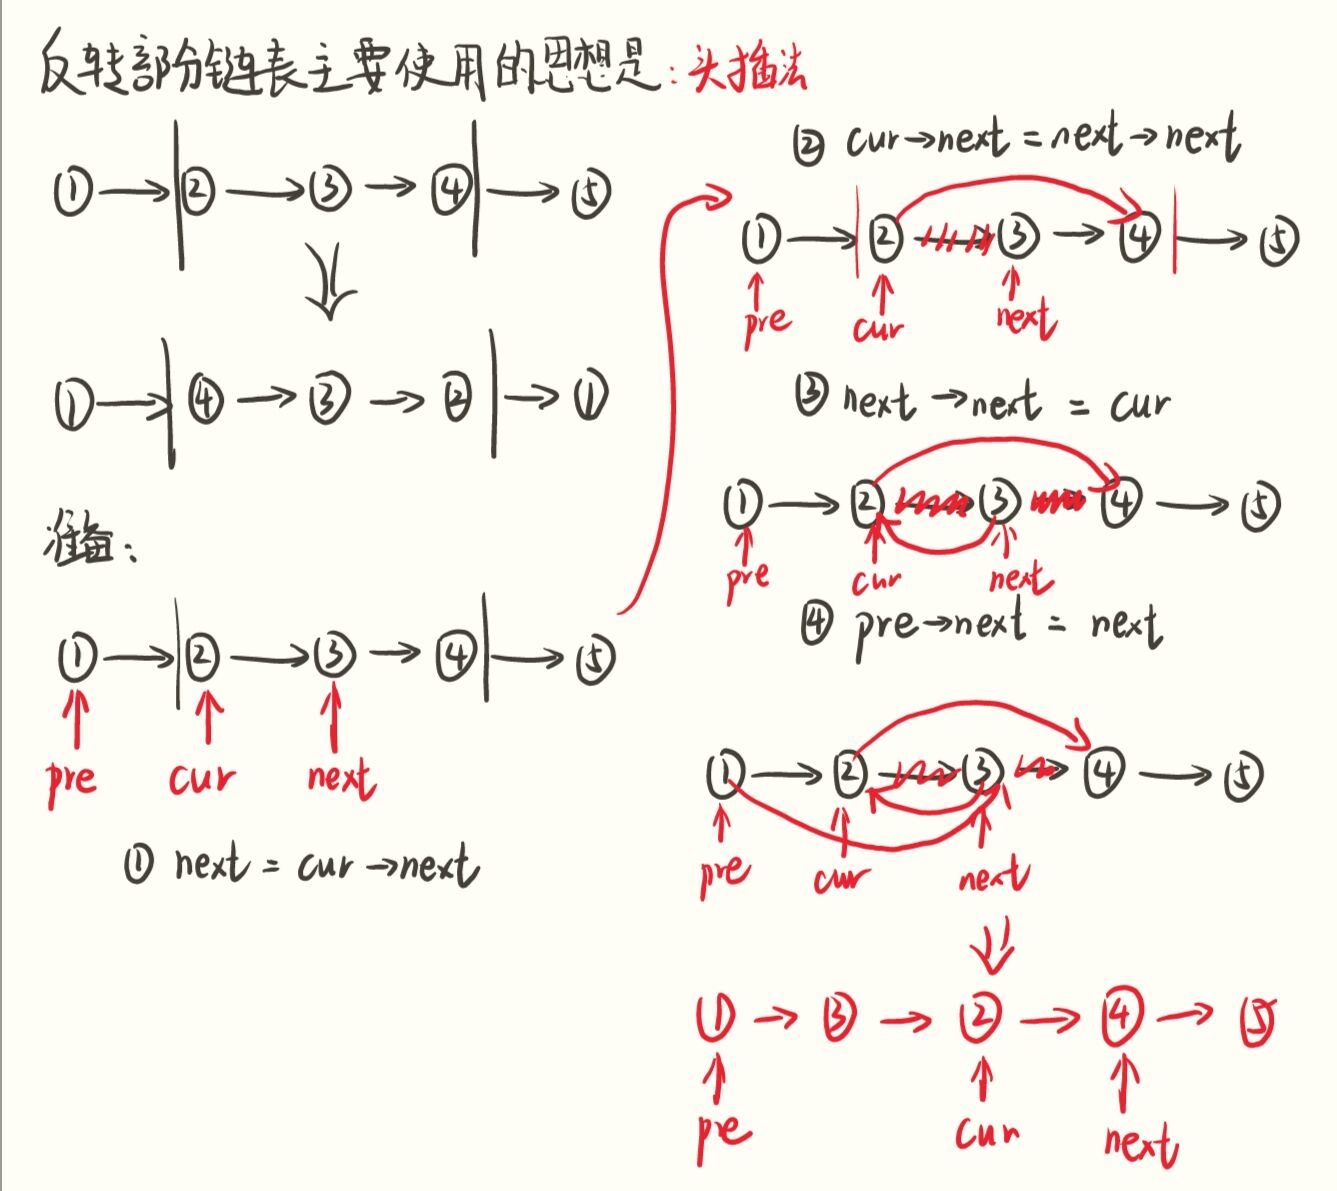 反转部分链表主要使用的思想是：头插法
① → ② → ③ → ④ → ⑤
① → ④ → ③ → ② → ①
准备：
① → ② → ③ → ④ → ⑤
pre cur next
① next = cur → next
② cur → next = next → next
① → ② → ③ → ④ → ⑤
pre cur next
③ next → next = cur
① → ② → ③ → ④ → ⑤
pre cur next
④ pre → next = next
① → ② → ③ → ④ → ⑤
pre cur next
① → ③ → ② → ④ → ⑤
pre cur next